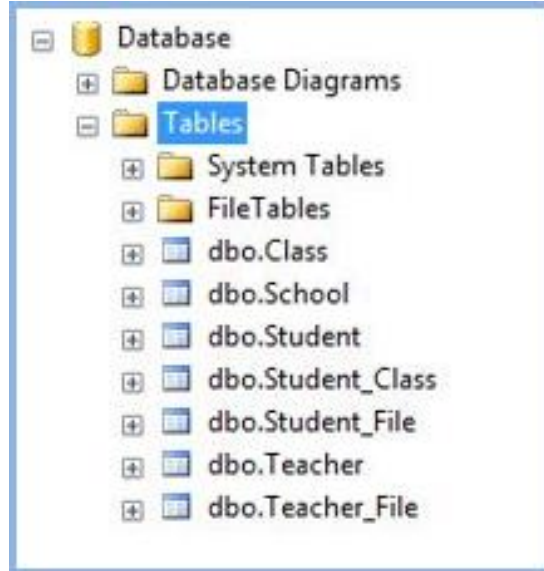 Database
Database Diagrams
Tables
System Tables
FileTables
dbo.Class
dbo.School
dbo.Student
dbo.Student_Class
dbo.Student_File
dbo.Teacher
dbo.Teacher_File